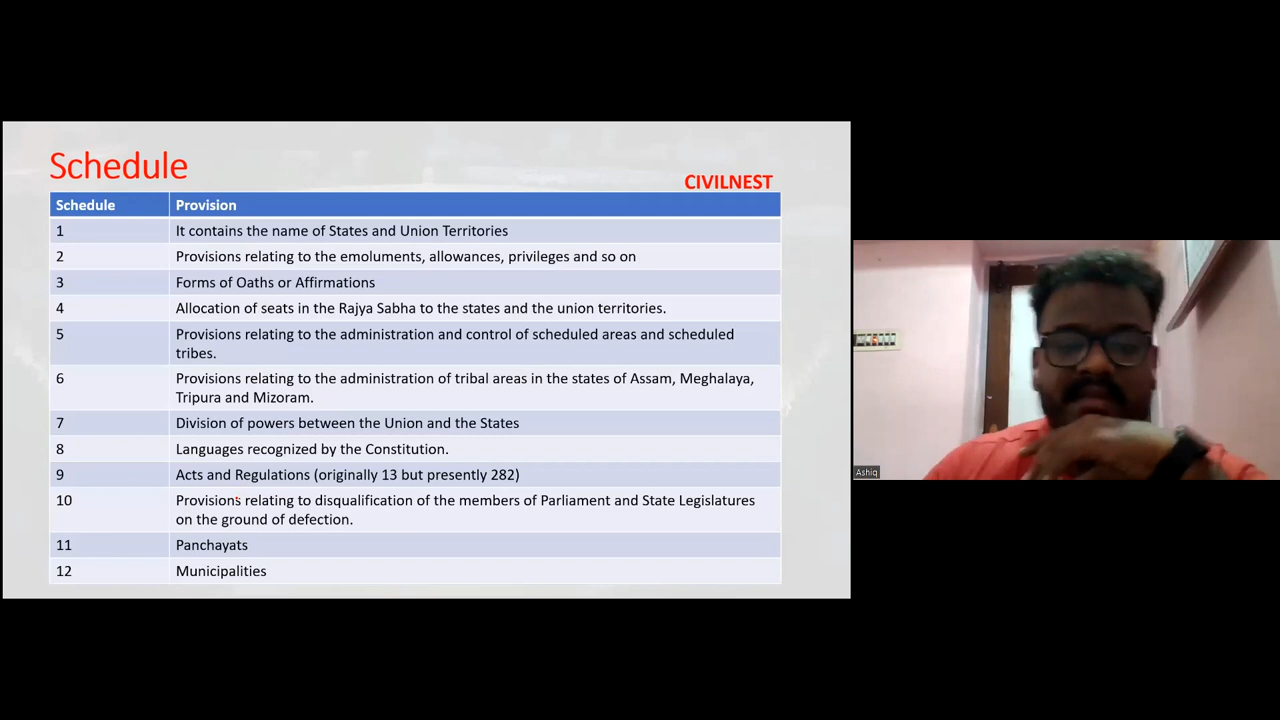 Schedule
CIVILNEST
Schedule Provision
1 It contains the name of States and Union Territories
2 Provisions relating to the emoluments, allowances, privileges and so on
3 Forms of Oaths or Affirmations
4 Allocation of seats in the Rajya Sabha to the states and the union territories.
5 Provisions relating to the administration and control of scheduled areas and scheduled
tribes.
6 Provisions relating to the administration of tribal areas in the states of Assam, Meghalaya,
Tripura and Mizoram.
7 Division of powers between the Union and the States
8 Languages recognized by the Constitution.
9 Acts and Regulations (originally 13 but presently 282)
10 Provisions relating to disqualification of the members of Parliament and State Legislatures
on the ground of defection.
11 Panchayats
12 Municipalities
Ashiq